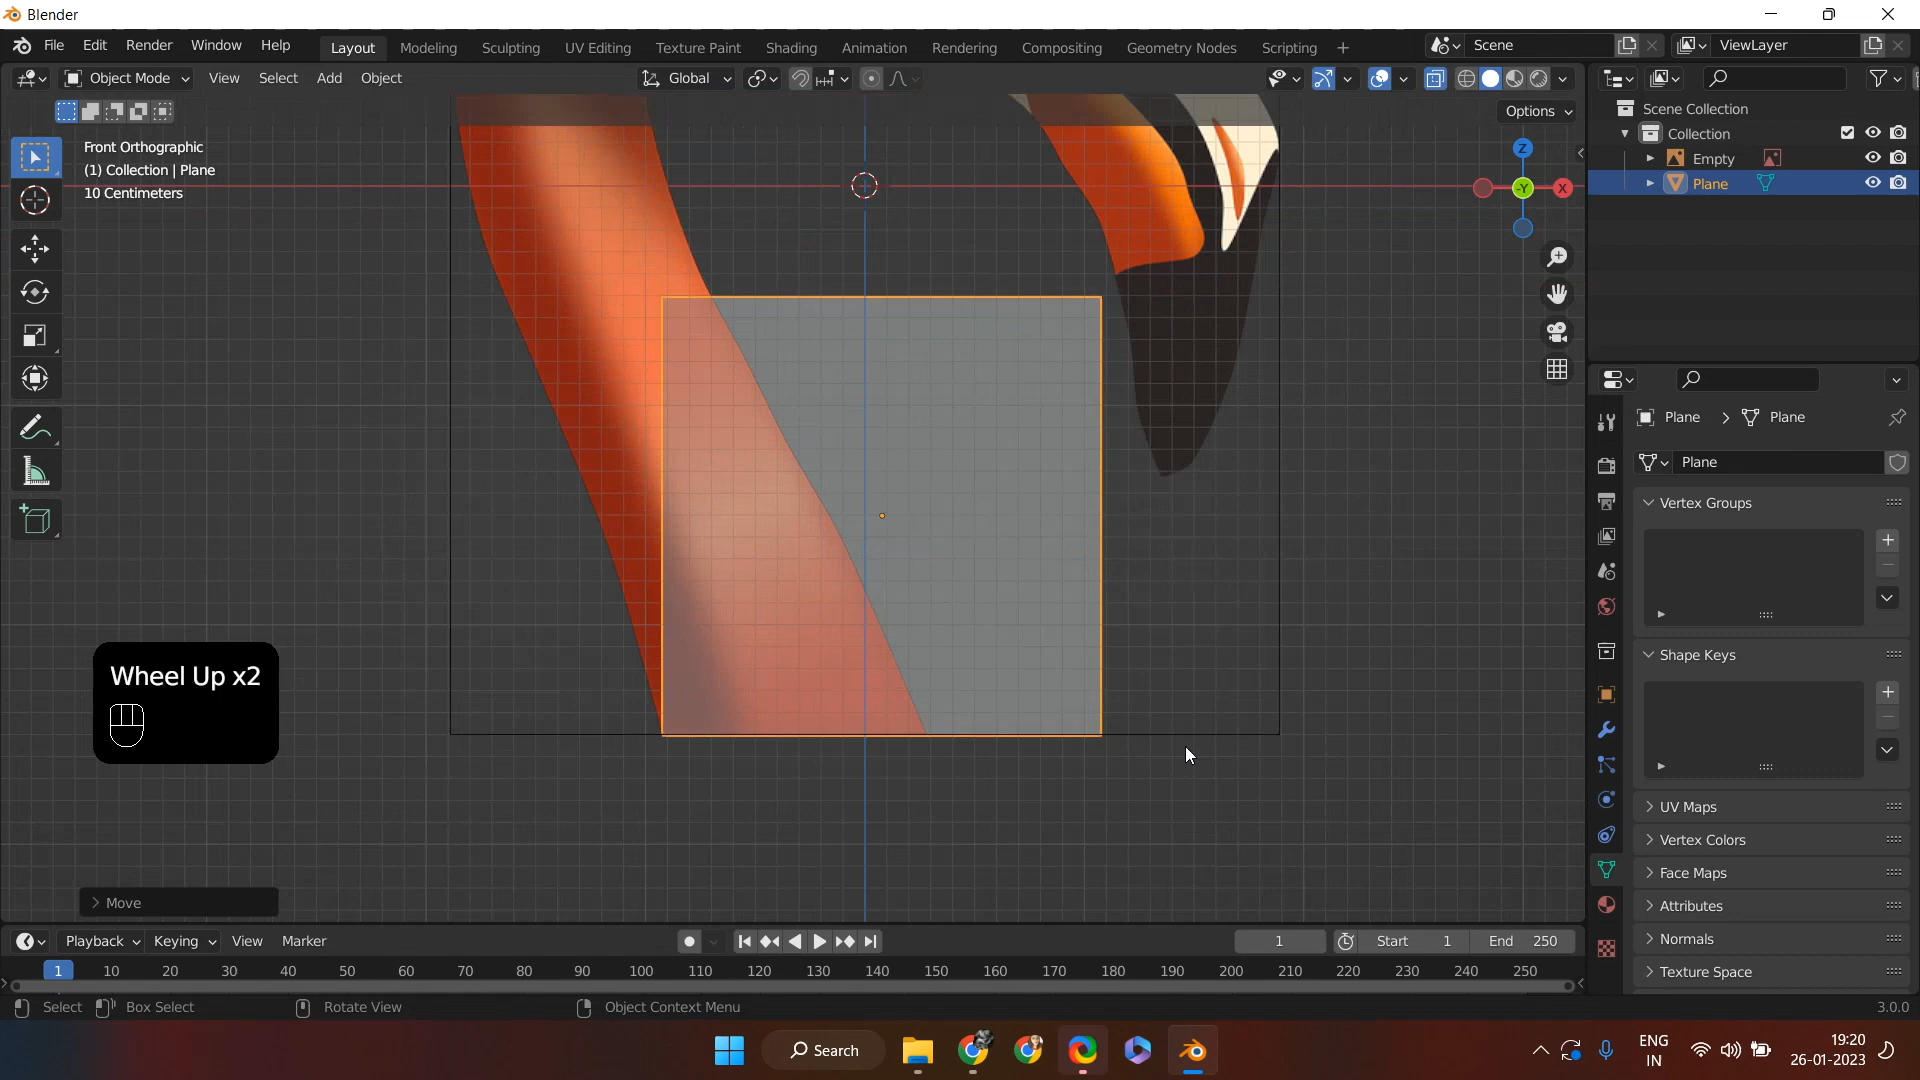 Blender
File Edit Render Window Help
Layout Modeling Sculpting UV Editing Texture Paint Shading Animation Rendering Compositing Geometry Nodes Scripting +
Scene
ViewLayer
Object Mode View Select Add Object
Global
Options
Front Orthographic
(1) Collection | Plane
10 Centimeters
Z
-Y
X
Scene Collection
Collection
Empty
Plane
Plane > Plane
Plane
Vertex Groups
Shape Keys
UV Maps
Vertex Colors
Face Maps
Attributes
Normals
Texture Space
Wheel Up x2
> Move
Playback Keying View Marker
1
Start 1
End 250
1 10 20 30 40 50 60 70 80 90 100 110 120 130 140 150 160 170 180 190 200 210 220 230 240 250
Select Box Select Rotate View Object Context Menu
3.0.0
Search
ENG
IN
19:20
26-01-2023